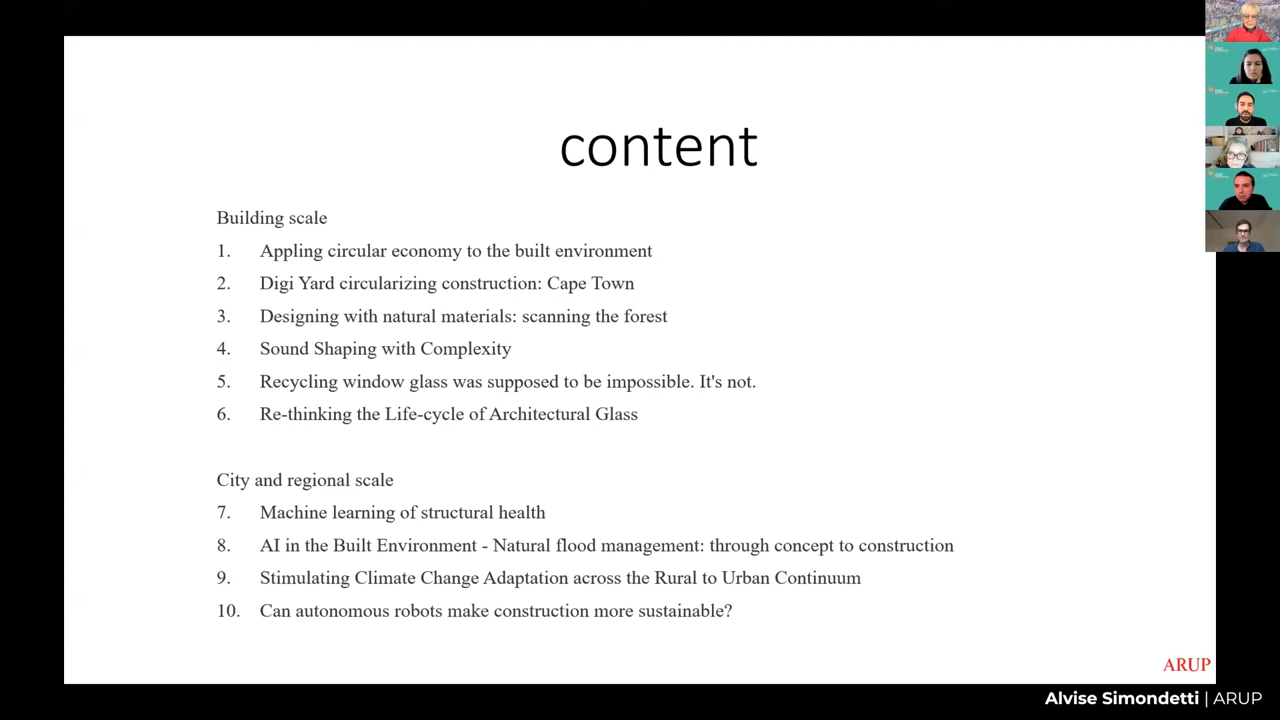 content
Building scale
1. Appling circular economy to the built environment
2. Digi Yard circularizing construction: Cape Town
3. Designing with natural materials: scanning the forest
4. Sound Shaping with Complexity
5. Recycling window glass was supposed to be impossible. It's not.
6. Re-thinking the Life-cycle of Architectural Glass
City and regional scale
7. Machine learning of structural health
8. AI in the Built Environment - Natural flood management: through concept to construction
9. Stimulating Climate Change Adaptation across the Rural to Urban Continuum
10. Can autonomous robots make construction more sustainable?
ARUP
Alvise Simondetti | ARUP